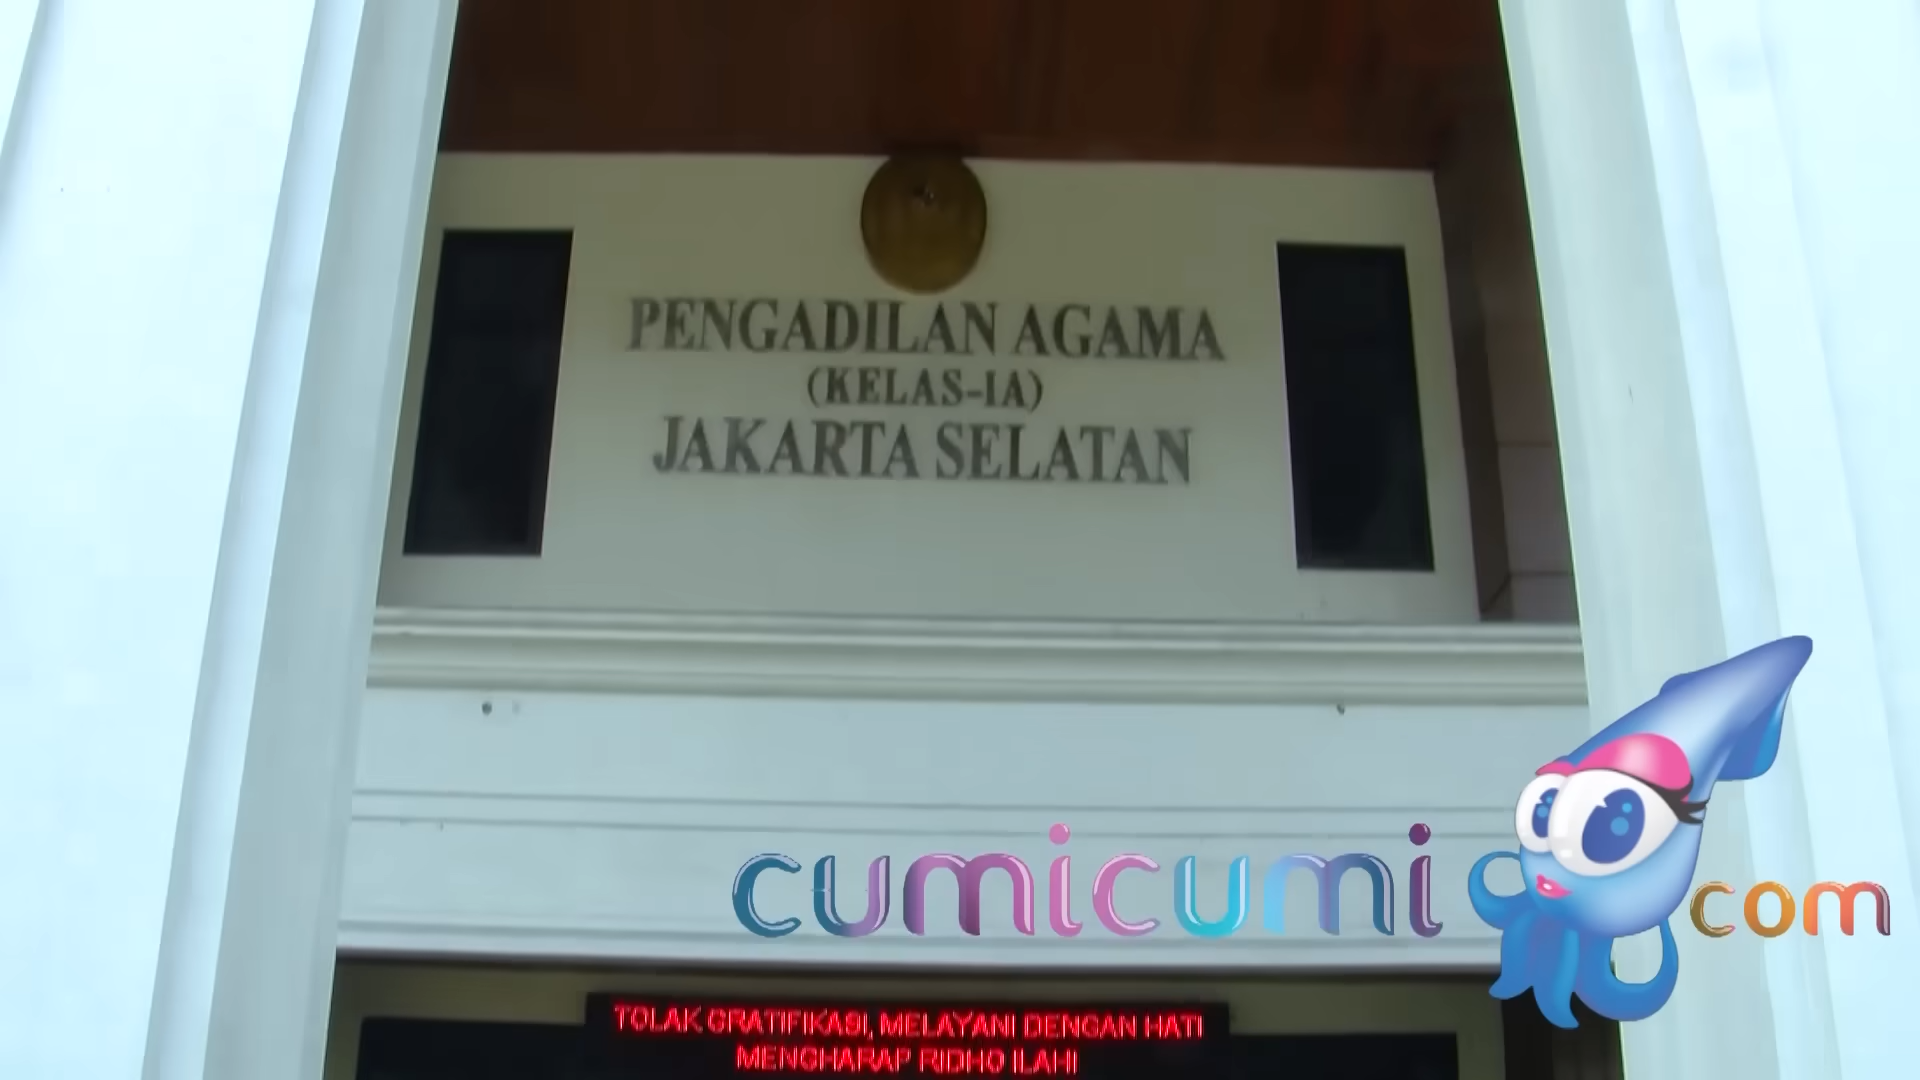 PENGADILAN AGAMA
(KELAS-IA)
JAKARTA SELATAN
cumicumi com
TOLAK GRATIFIKASI, MELAYANI DENGAN HATI
MENGHARAP RIDHO ILAHI